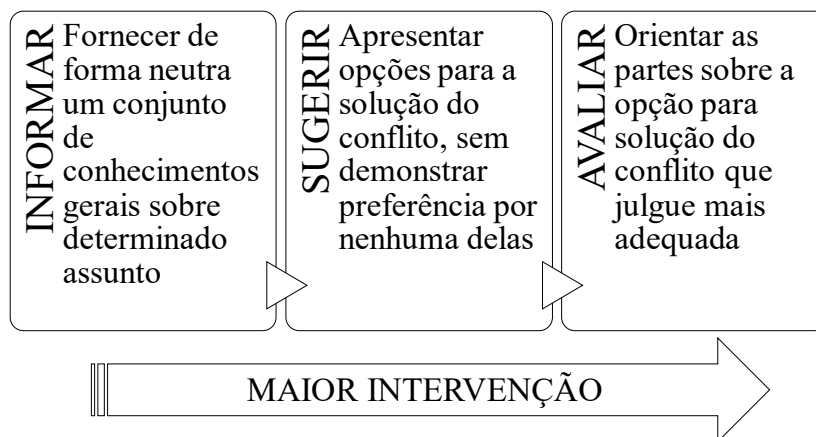 INFORMAR
Fornecer de
forma neutra
um conjunto
de
conhecimentos
gerais sobre
determinado
assunto
SUGERIR
Apresentar
opções para a
solução do
conflito, sem
demonstrar
preferência por
nenhuma delas
AVALIAR
Orientar as
partes sobre a
opção para
solução do
conflito que
julgue mais
adequada
MAIOR INTERVENÇÃO